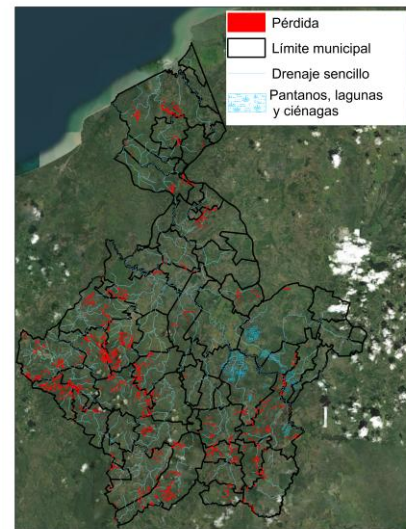 Pérdida
Límite municipal
Drenaje sencillo
Pantanos, lagunas
y ciénagas